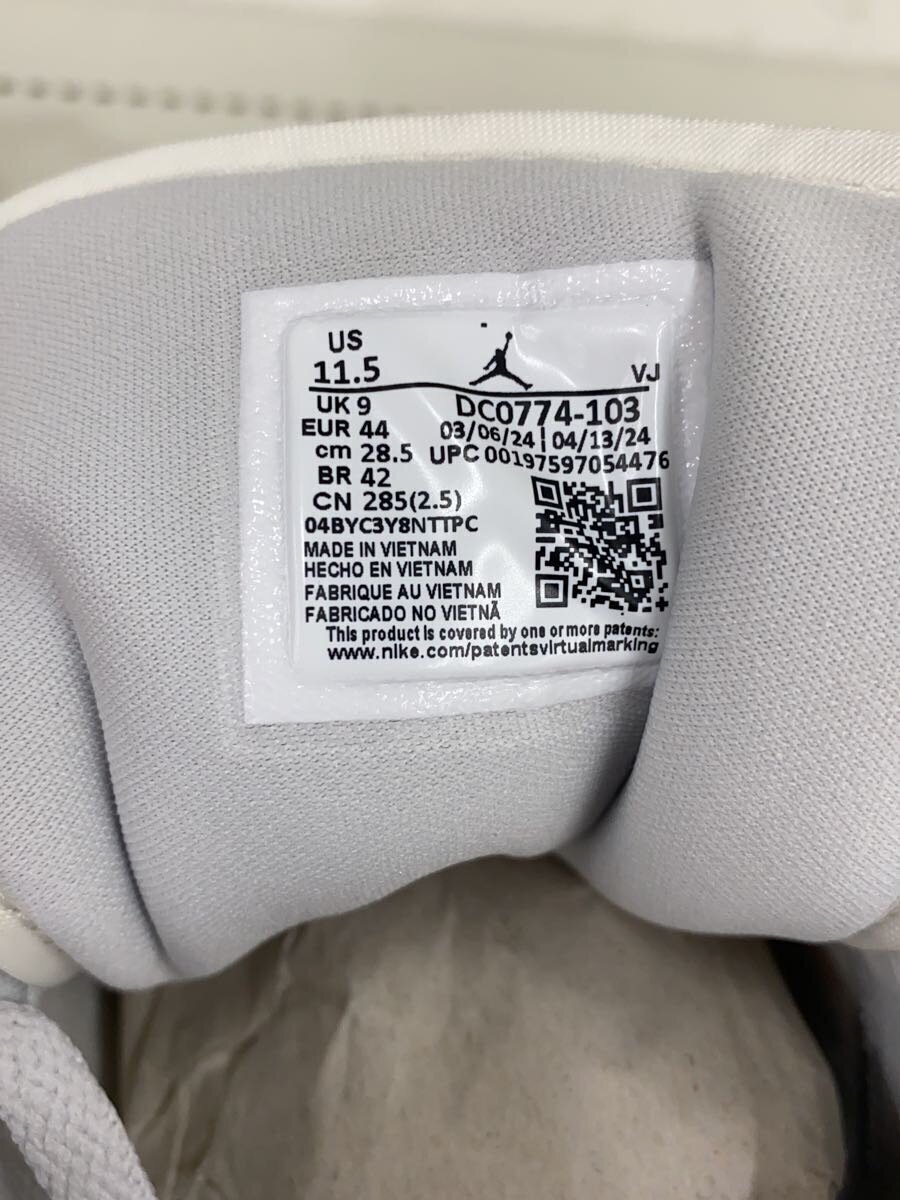 US
11.5 VJ
UK 9 DC0774-103
EUR 44 03/06/24 | 04/13/24
cm 28.5 UPC 00197597054476
BR 42
CN 285(2.5)
04BYC3Y8NTTPC
MADE IN VIETNAM
HECHO EN VIETNAM
FABRIQUE AU VIETNAM
FABRICADO NO VIETNÃ
This product is covered by one or more patents:
www.nike.com/patentsvirtualmarking